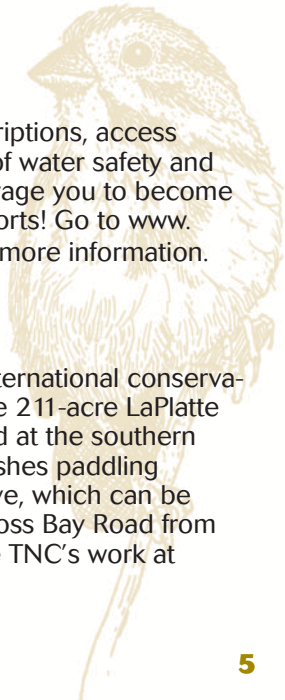 riptions, access
of water safety and
rage you to become
orts! Go to www.
more information.
ternational conserva-
e 211-acre LaPlatte
d at the southern
shes paddling
ve, which can be
oss Bay Road from
e TNC's work at
5